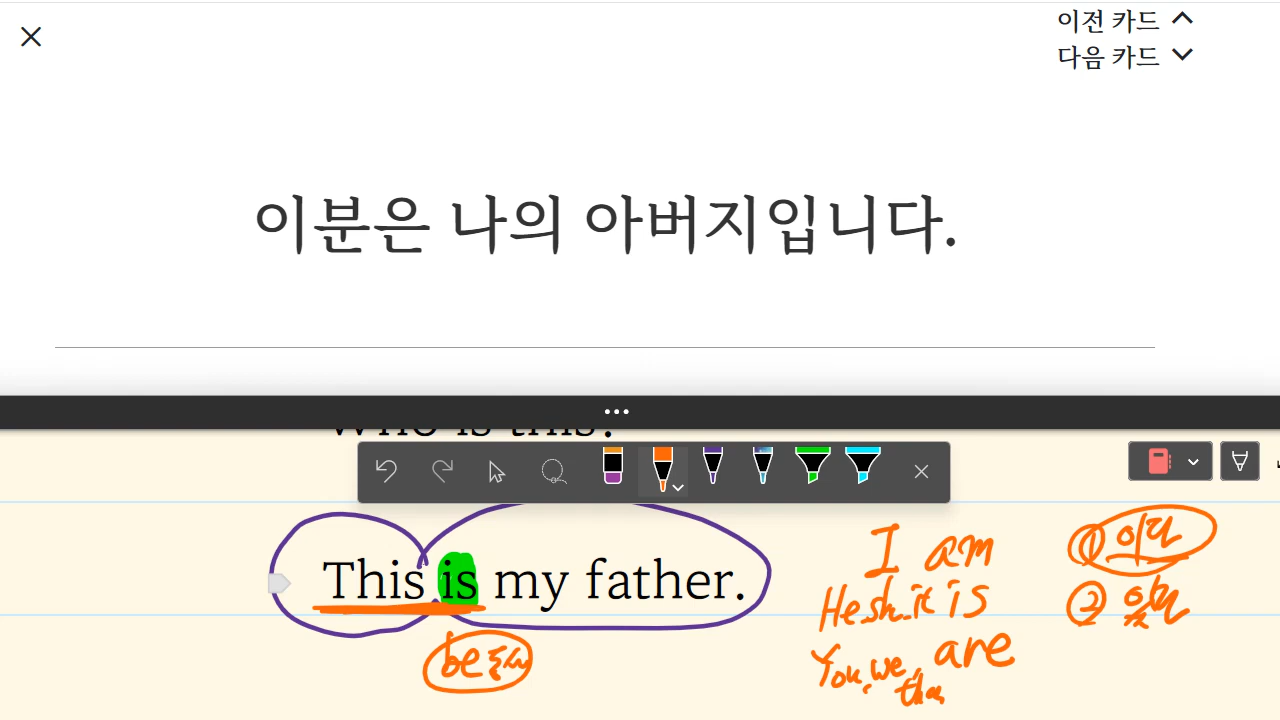 이전 카드
다음 카드
이분은 나의 아버지입니다.
Who is this?
This is my father.
I am
He sh. it is
You, we, are
① 이다
② 있다
be동사